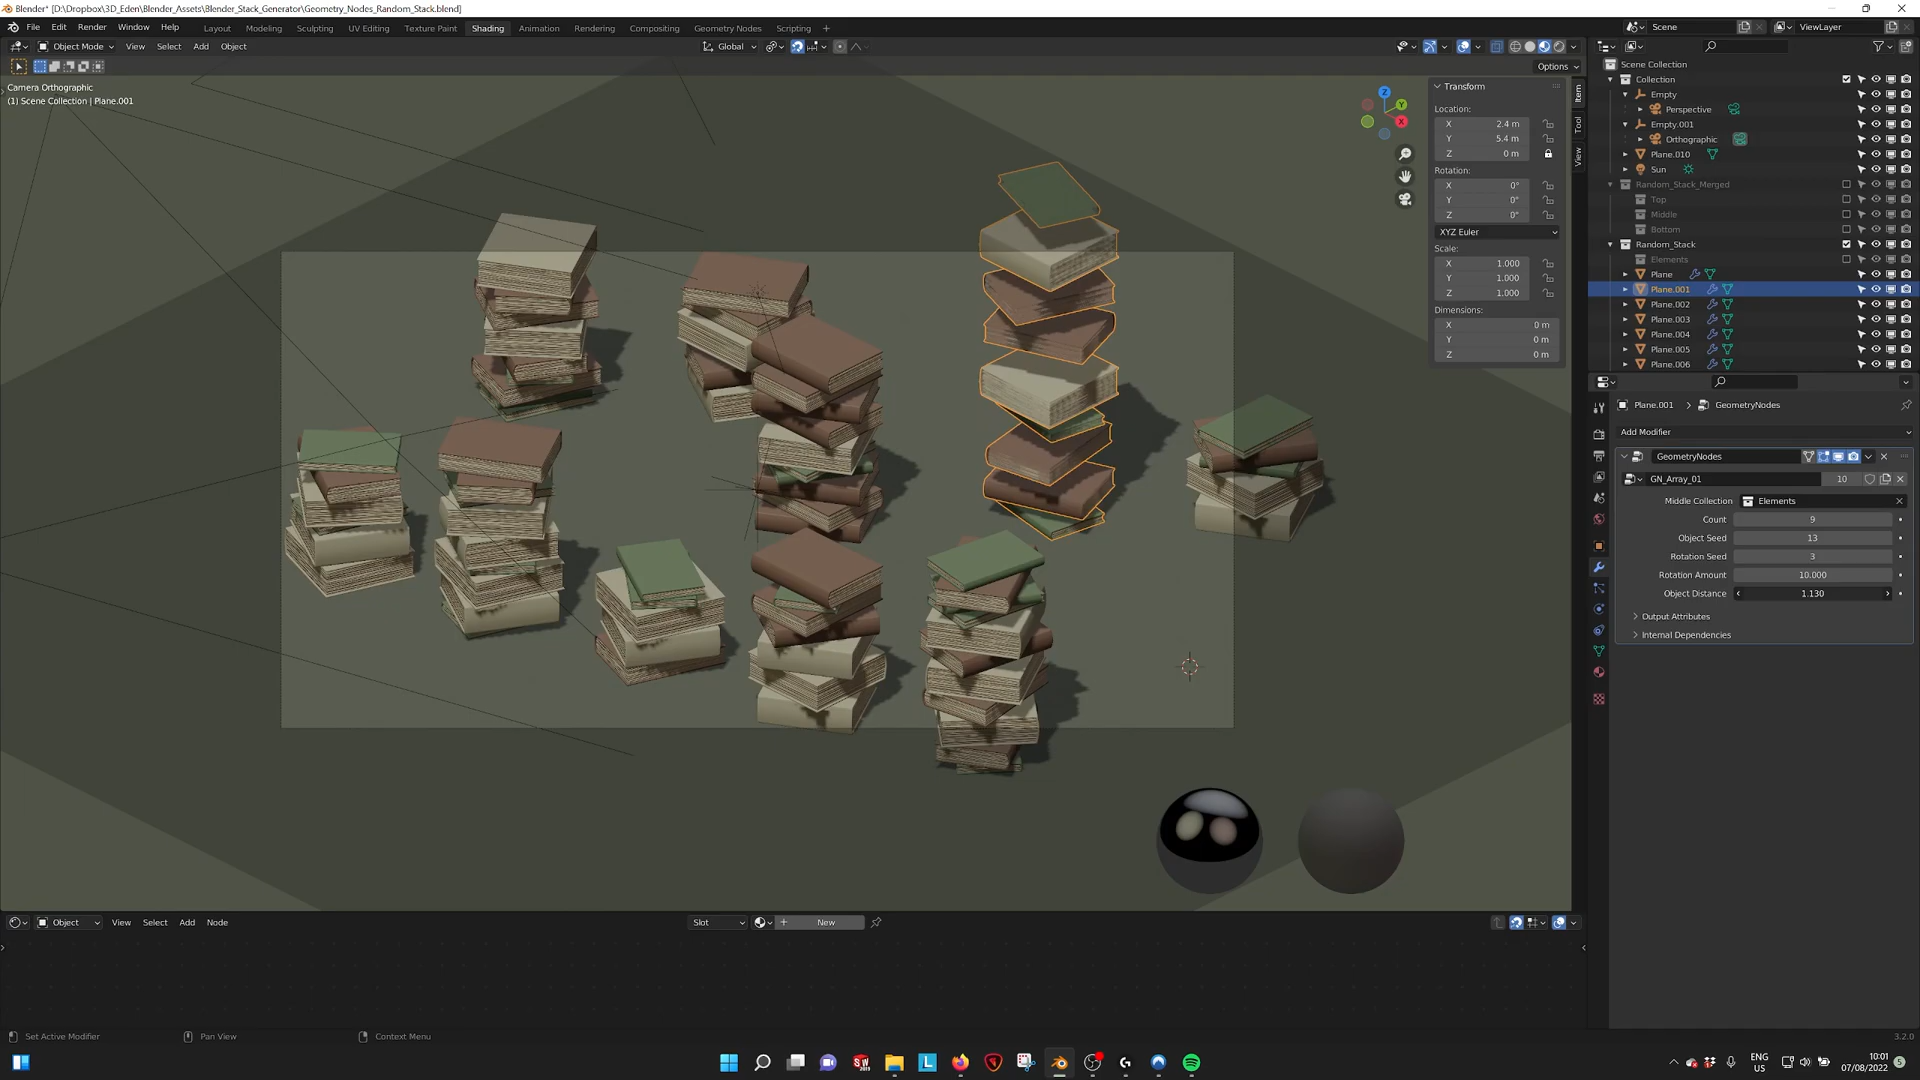 Blender* [D:\Dropbox\3D_Eden\Blender_Assets\Blender_Stack_Generator\Geometry_Nodes_Random_Stack.blend]
File Edit Render Window Help Layout Modeling Sculpting UV Editing Texture Paint Shading Animation Rendering Compositing Geometry Nodes Scripting + Scene ViewLayer
Object Mode View Select Add Object Global
Options
Camera Orthographic
(1) Scene Collection | Plane.001
Transform
Location:
X 2.4 m
Y 5.4 m
Z 0 m
Rotation:
X 0°
Y 0°
Z 0°
XYZ Euler
Scale:
X 1.000
Y 1.000
Z 1.000
Dimensions:
X 0 m
Y 0 m
Z 0 m
Item
Tool
View
Z
Y
X
Scene Collection
Collection
Empty
Perspective
Empty.001
Orthographic
Plane.010
Sun
Random_Stack_Merged
Top
Middle
Bottom
Random_Stack
Elements
Plane
Plane.001
Plane.002
Plane.003
Plane.004
Plane.005
Plane.006
Plane.001 > GeometryNodes
Add Modifier
GeometryNodes
GN_Array_01 10
Middle Collection Elements
Count 9
Object Seed 13
Rotation Seed 3
Rotation Amount 10.000
Object Distance 1.130
Output Attributes
Internal Dependencies
Object View Select Add Node Slot New
Set Active Modifier Pan View Context Menu 3.2.0
ENG
US
10:01
07/08/2022
5